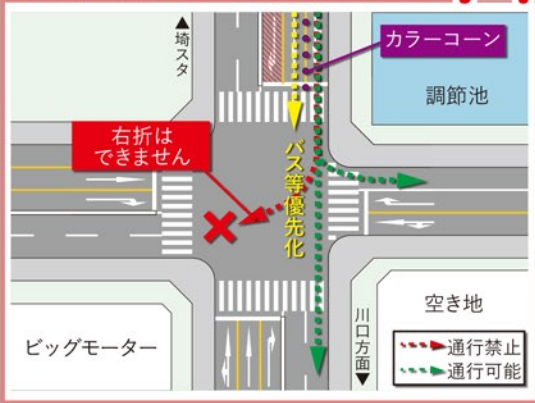 ▲埼スタ
カラーコーン
調節池
右折は
できません
バス等優先化
ビッグモーター
川口方面▼
空き地
通行禁止
通行可能